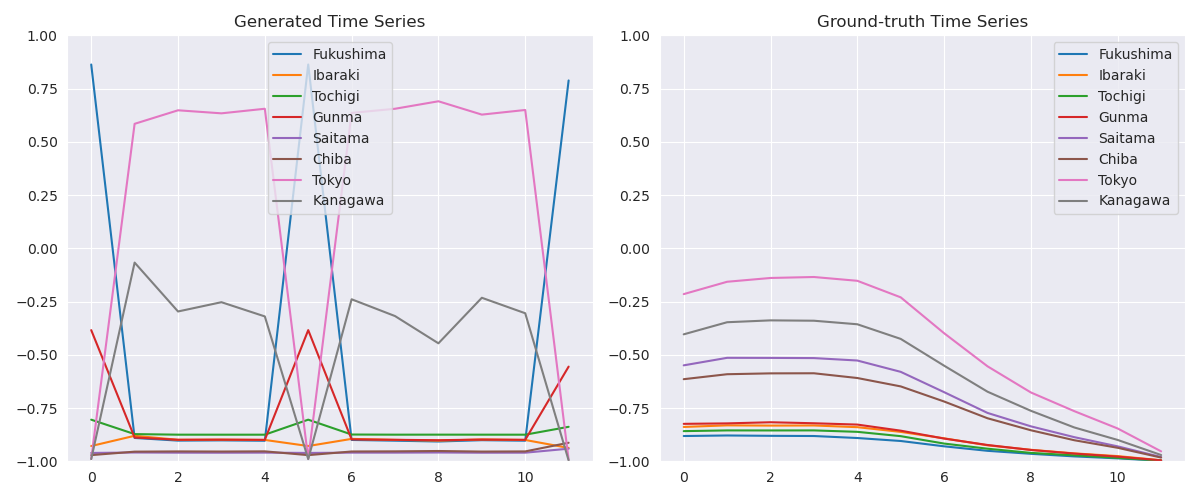 Generated Time Series
1.00
0.75
0.50
0.25
0.00
−0.25
−0.50
−0.75
−1.00
0 2 4 6 8 10
Fukushima
Ibaraki
Tochigi
Gunma
Saitama
Chiba
Tokyo
Kanagawa
Ground-truth Time Series
1.00
0.75
0.50
0.25
0.00
−0.25
−0.50
−0.75
−1.00
0 2 4 6 8 10
Fukushima
Ibaraki
Tochigi
Gunma
Saitama
Chiba
Tokyo
Kanagawa